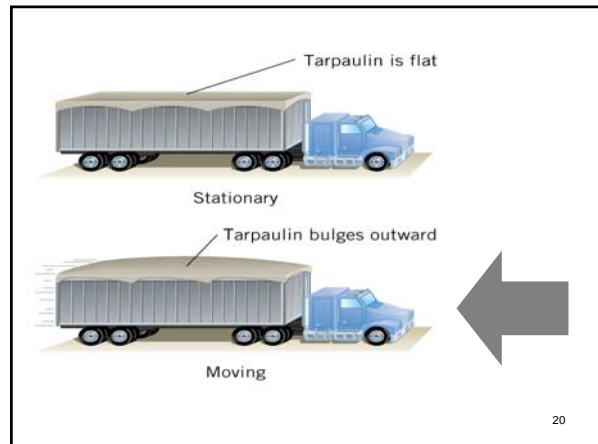 Tarpaulin is flat
Stationary
Tarpaulin bulges outward
Moving
20